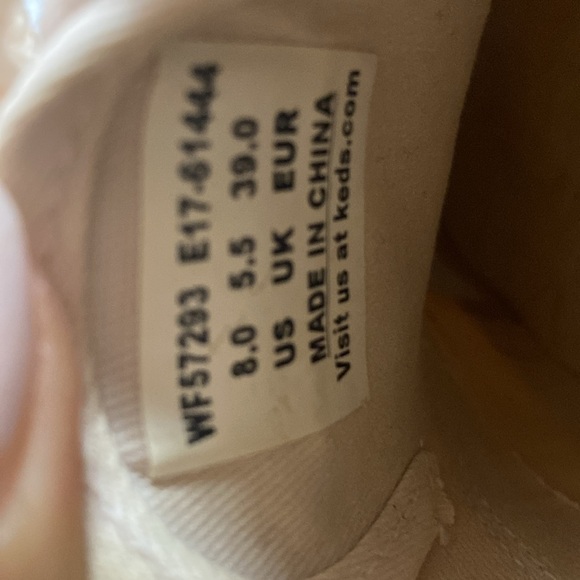 WF57293 E17-61444
8.0 5.5 39.0
US UK EUR
MADE IN CHINA
Visit us at keds.com